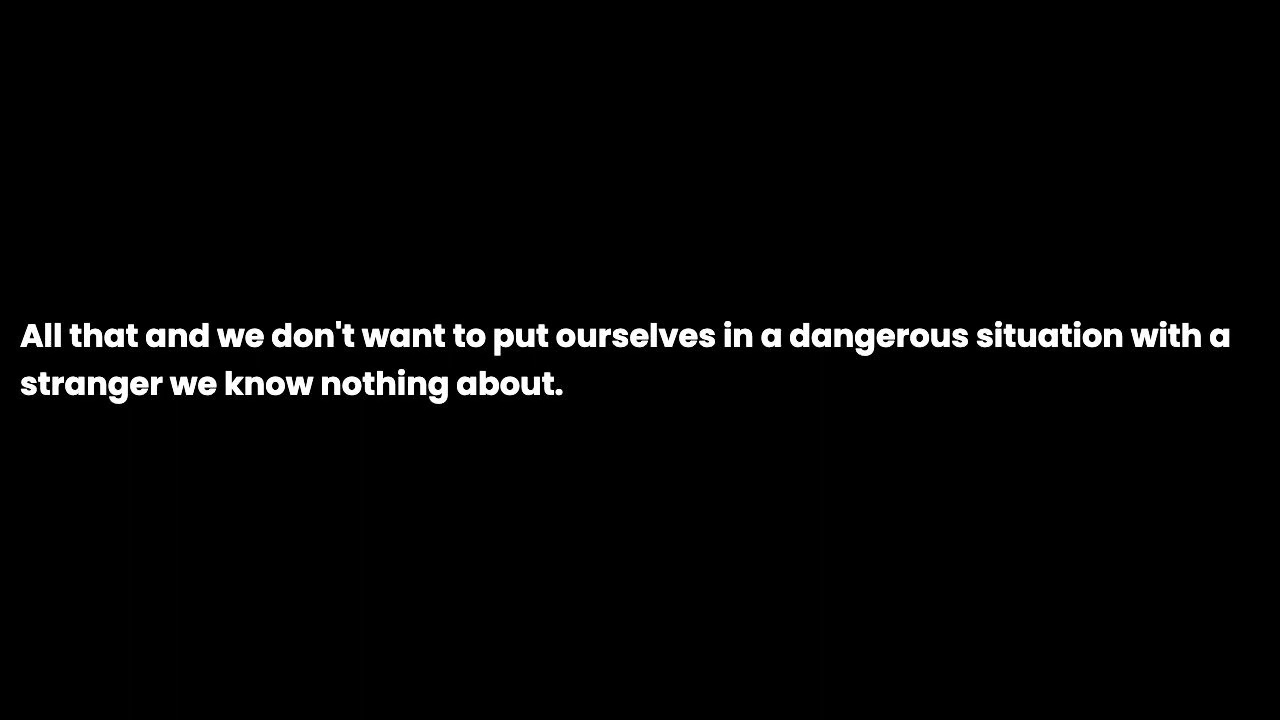 All that and we don't want to put ourselves in a dangerous situation with a
stranger we know nothing about.